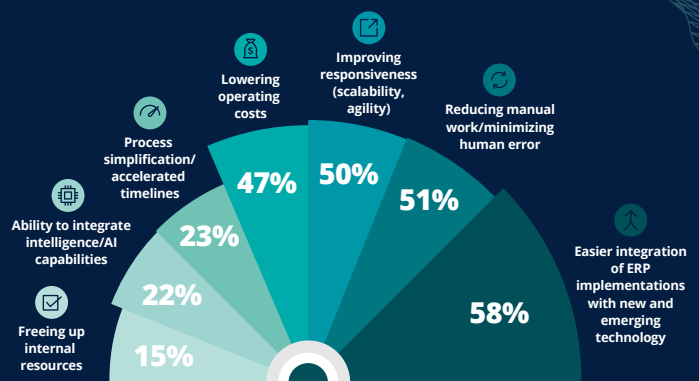 Improving
responsiveness
(scalability,
agility)
Lowering
operating
costs
Reducing manual
work/minimizing
human error
Process
simplification/
accelerated
timelines
Ability to integrate
intelligence/AI
capabilities
Easier integration
of ERP
implementations
with new and
emerging
technology
Freeing up
internal
resources
$
15%
22%
23%
47%
50%
51%
58%